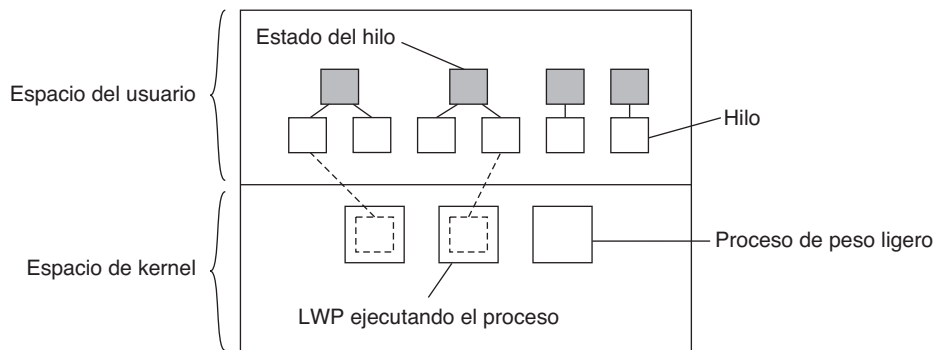 Estado del hilo
Espacio del usuario
Hilo
Proceso de peso ligero
Espacio de kernel
LWP ejecutando el proceso